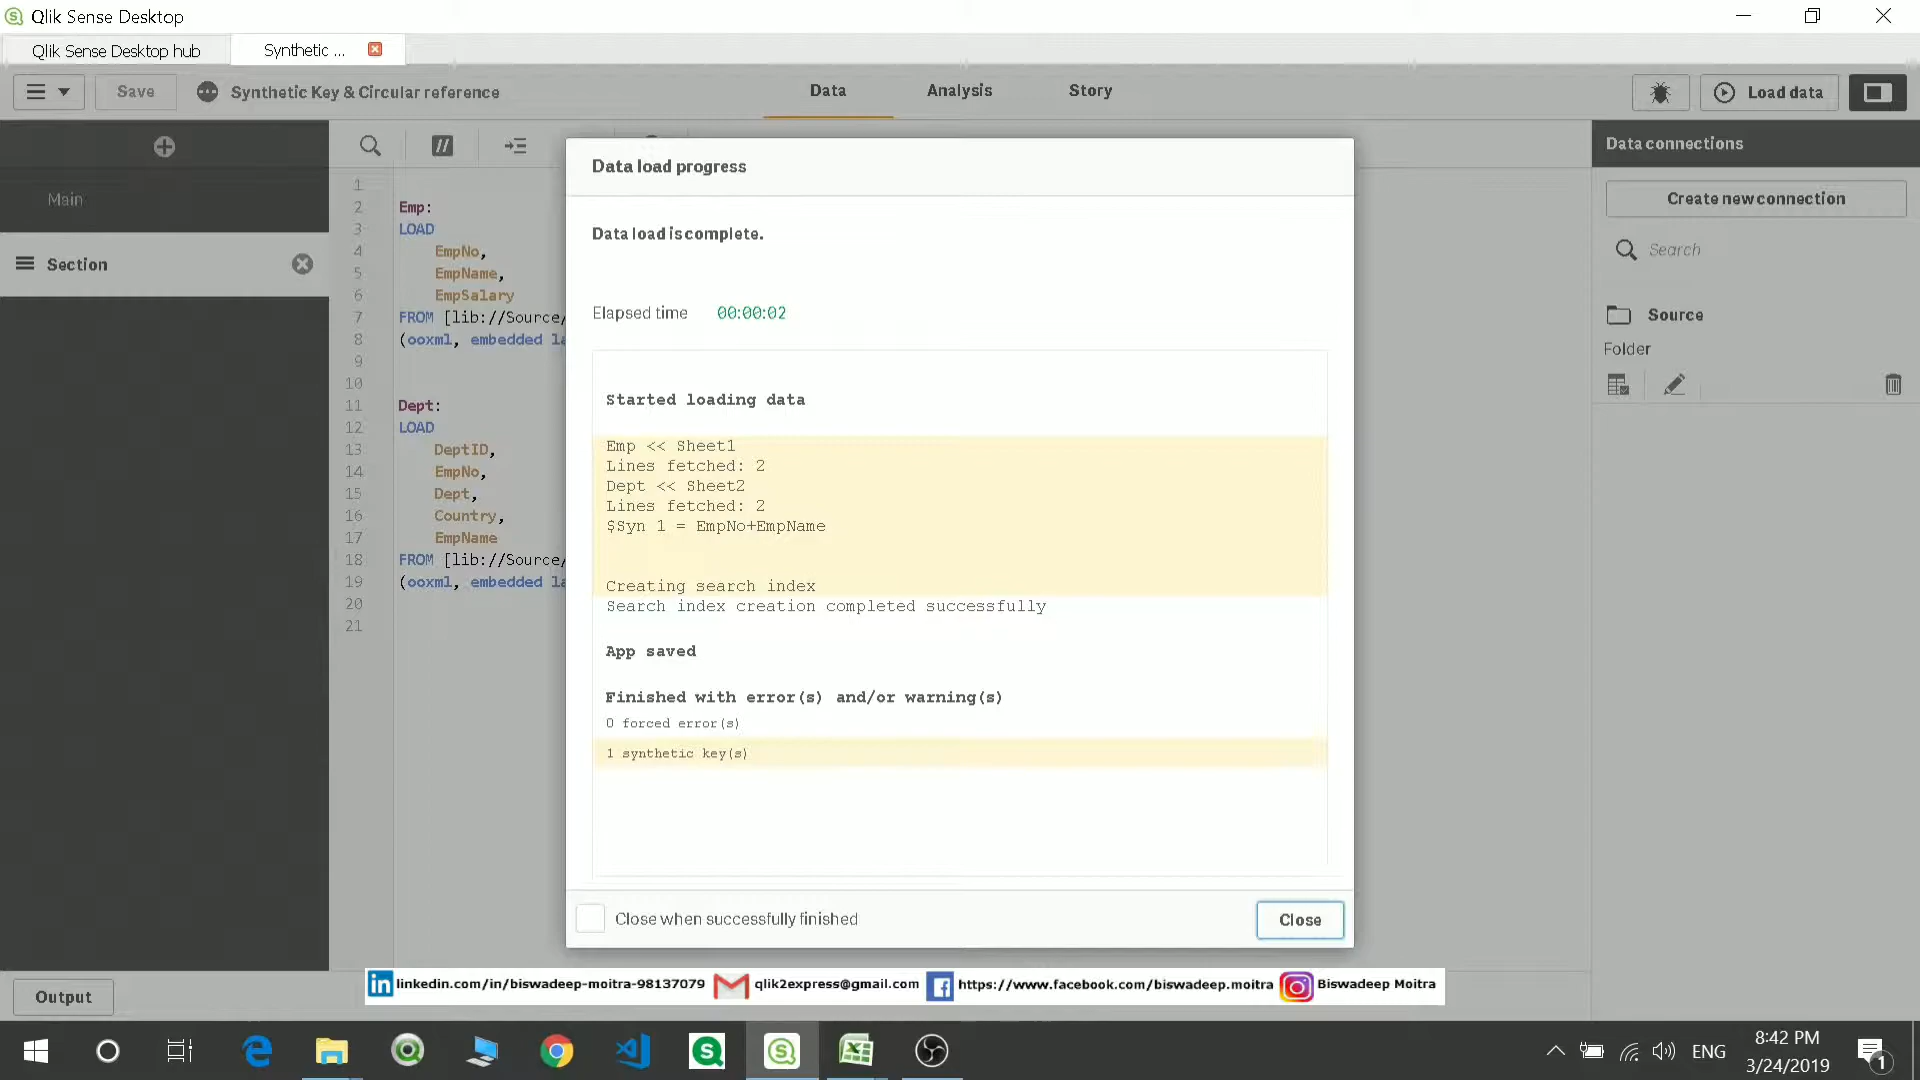 Qlik Sense Desktop
Qlik Sense Desktop hub
Synthetic ...
Save
Synthetic Key & Circular reference
Data
Analysis
Story
Load data
Main
Section
//
1
2 Emp:
3 LOAD
4 EmpNo,
5 EmpName,
6 EmpSalary
7 FROM [lib://Source/
8 (ooxml, embedded la
9
10
11 Dept:
12 LOAD
13 DeptID,
14 EmpNo,
15 Dept,
16 Country,
17 EmpName
18 FROM [lib://Source/
19 (ooxml, embedded la
20
21
Data load progress
Data load is complete.
Elapsed time 00:00:02
Started loading data
Emp << Sheet1
Lines fetched: 2
Dept << Sheet2
Lines fetched: 2
$Syn 1 = EmpNo+EmpName
Creating search index
Search index creation completed successfully
App saved
Finished with error(s) and/or warning(s)
0 forced error(s)
1 synthetic key(s)
Close when successfully finished
Close
Data connections
Create new connection
Search
Source
Folder
Output
in linkedin.com/in/biswadeep-moitra-98137079 qlik2express@gmail.com f https://www.facebook.com/biswadeep.moitra Biswadeep Moitra
ENG
8:42 PM
3/24/2019
1